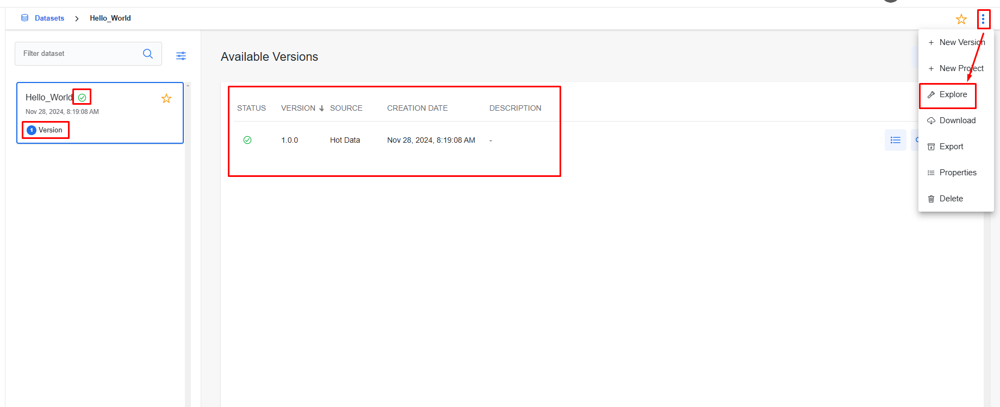 Datasets > Hello_World
Filter dataset
Hello_World
Nov 28, 2024, 8:19:08 AM
1 Version
Available Versions
STATUS VERSION SOURCE CREATION DATE DESCRIPTION
1.0.0 Hot Data Nov 28, 2024, 8:19:08 AM -
+ New Version
+ New Project
Explore
Download
Export
Properties
Delete